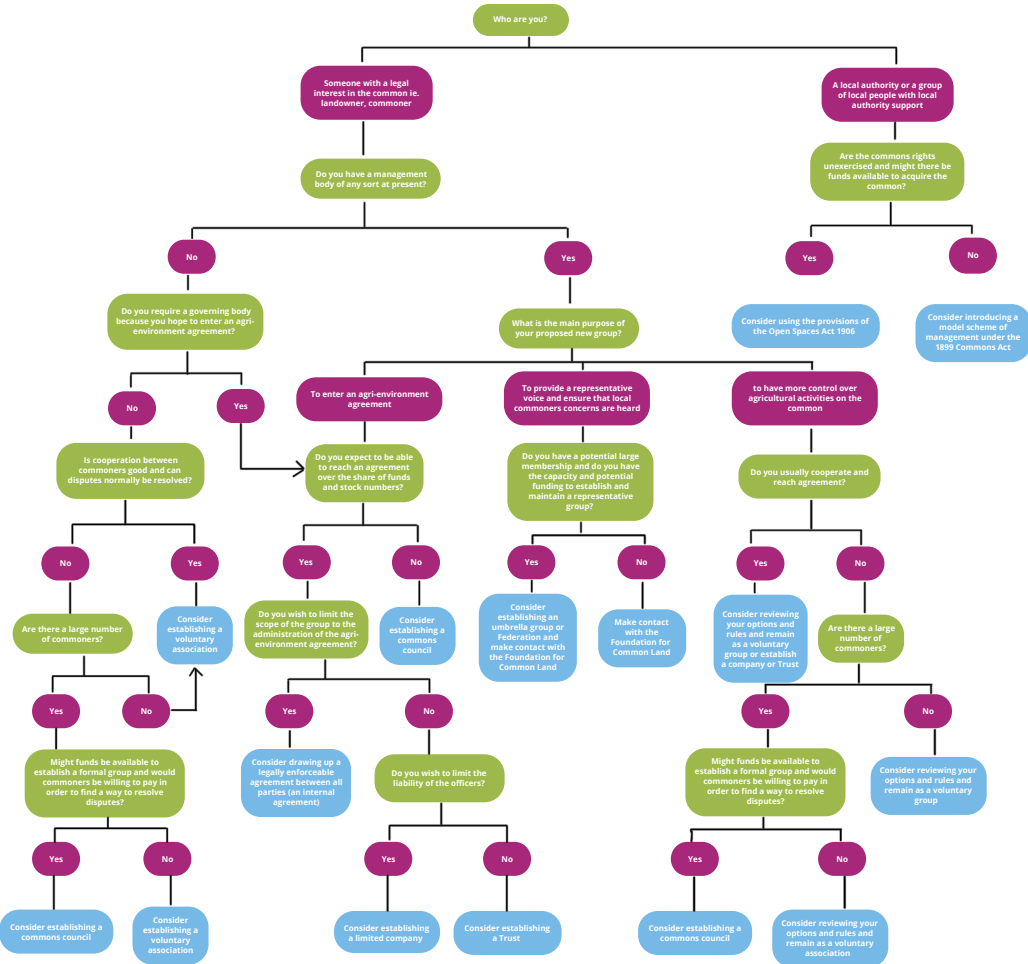 Who are you?
Someone with a legal
interest in the common ie.
landowner, commoner
A local authority or a group
of local people with local
authority support
Do you have a management
body of any sort at present?
Are the commons rights
unexercised and might there be
funds available to acquire the
common?
No
Yes
Yes
No
Do you require a governing body
because you hope to enter an agri-
environment agreement?
What is the main purpose of
your proposed new group?
Consider using the provisions of
the Open Spaces Act 1906
Consider introducing a
model scheme of
management under the
1899 Commons Act
No
Yes
To enter an agri-environment
agreement
To provide a representative
voice and ensure that local
commoners concerns are heard
to have more control over
agricultural activities on the
common
Is cooperation between
commoners good and can
disputes normally be resolved?
Do you expect to be able
to reach an agreement
over the share of funds
and stock numbers?
Do you have a potential large
membership and do you have
the capacity and potential
funding to establish and
maintain a representative
group?
Do you usually cooperate and
reach agreement?
No
Yes
Yes
No
Yes
No
Yes
No
Are there a large number
of commoners?
Consider
establishing a
voluntary
association
Do you wish to limit the
scope of the group to the
administration of the agri-
environment agreement?
Consider
establishing a
commons
council
Consider
establishing an
umbrella group or
Federation and
make contact with
the Foundation for
Common Land
Make contact
with the
Foundation for
Common Land
Consider reviewing
your options and
rules and remain
as a voluntary
group or establish
a company or Trust
Are there a large
number of
commoners?
Yes
No
Yes
No
Yes
No
Might funds be available to
establish a formal group and would
commoners be willing to pay in
order to find a way to resolve
disputes?
Consider drawing up a
legally enforceable
agreement between all
parties (an internal
agreement)
Do you wish to limit the
liability of the officers?
Might funds be available to
establish a formal group and would
commoners be willing to pay in
order to find a way to resolve
disputes?
Consider reviewing your
options and rules and
remain as a voluntary
group
Yes
No
Yes
No
Yes
No
Consider establishing a
commons council
Consider
establishing a
voluntary
association
Consider establishing
a limited company
Consider establishing
a Trust
Consider establishing a
commons council
Consider reviewing your
options and rules and
remain as a voluntary
association